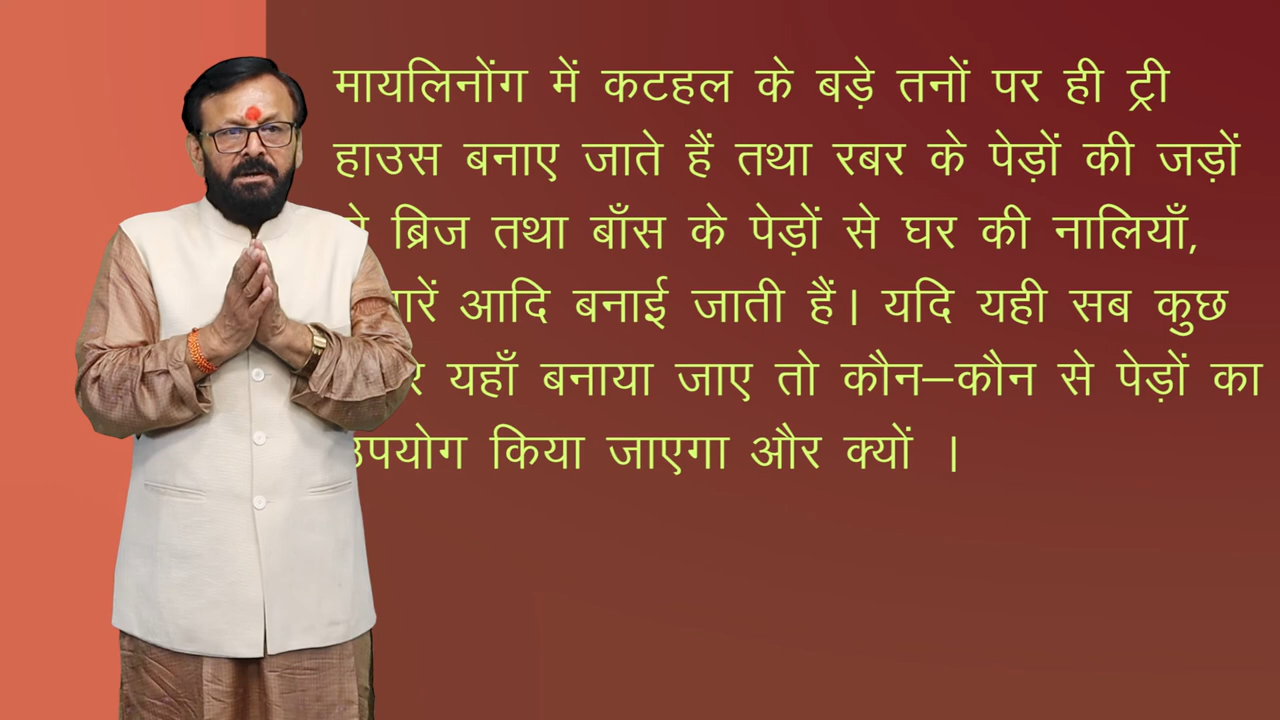 मायलिनोंग में कटहल के बड़े तनों पर ही ट्री
हाउस बनाए जाते हैं तथा रबर के पेड़ों की जड़ों
ब्रिज तथा बाँस के पेड़ों से घर की नालियाँ,
आदि बनाई जाती हैं। यदि यही सब कुछ
यहाँ बनाया जाए तो कौन–कौन से पेड़ों का
उपयोग किया जाएगा और क्यों ।